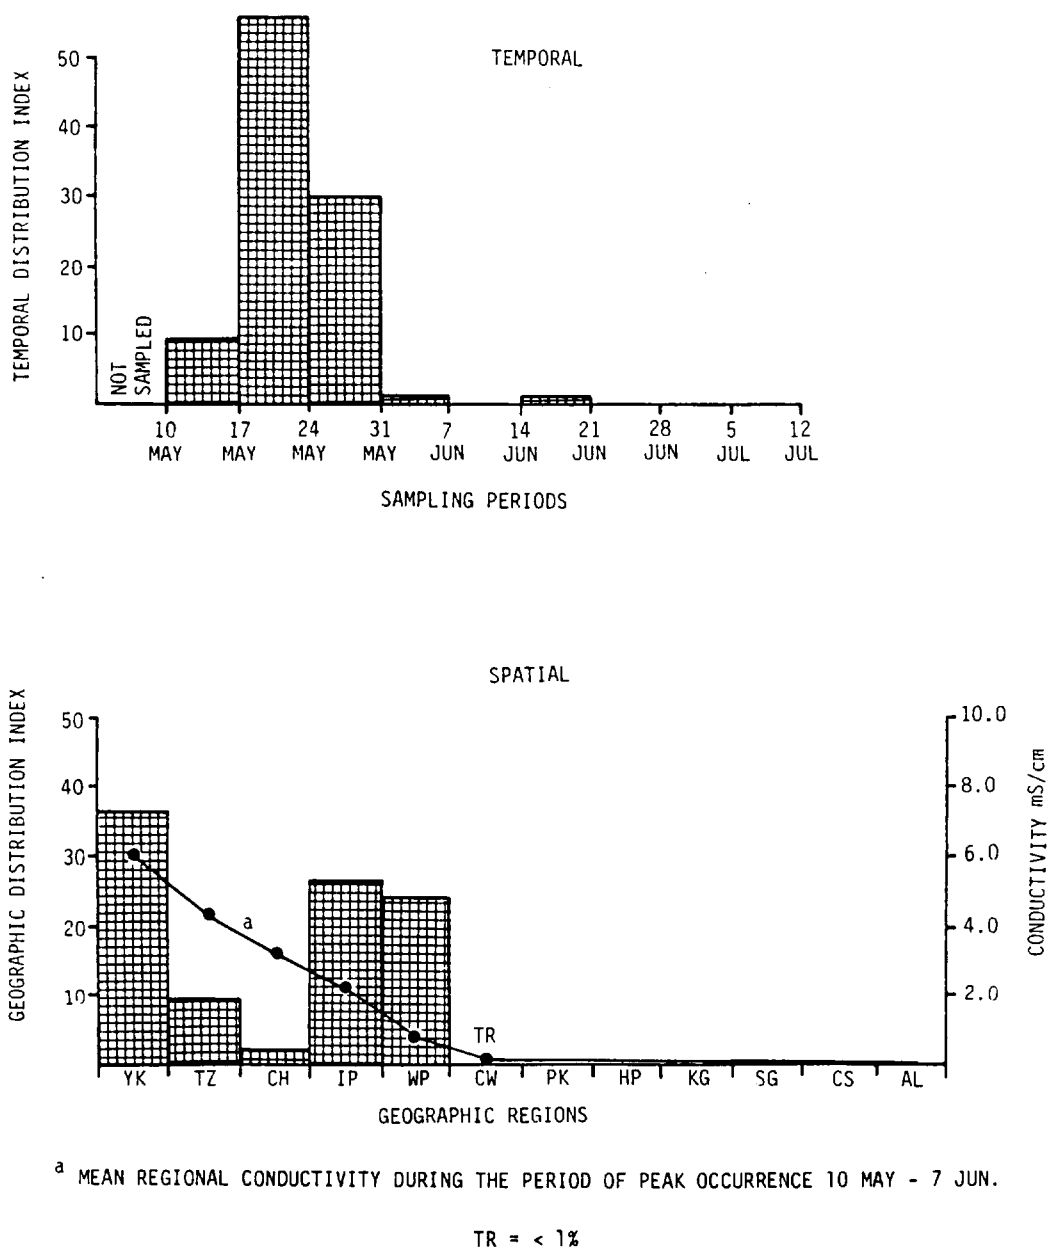 TEMPORAL
TEMPORAL DISTRIBUTION INDEX
50
40
30
20
10
NOT
SAMPLED
10 17 24 31 7 14 21 28 5 12
MAY MAY MAY MAY JUN JUN JUN JUN JUL JUL
SAMPLING PERIODS
SPATIAL
GEOGRAPHIC DISTRIBUTION INDEX
50
40
30
20
10
10.0
8.0
6.0
4.0
2.0
CONDUCTIVITY mS/cm
a
TR
YK TZ CH IP WP CW PK HP KG SG CS AL
GEOGRAPHIC REGIONS
a MEAN REGIONAL CONDUCTIVITY DURING THE PERIOD OF PEAK OCCURRENCE 10 MAY - 7 JUN.
TR = < 1%